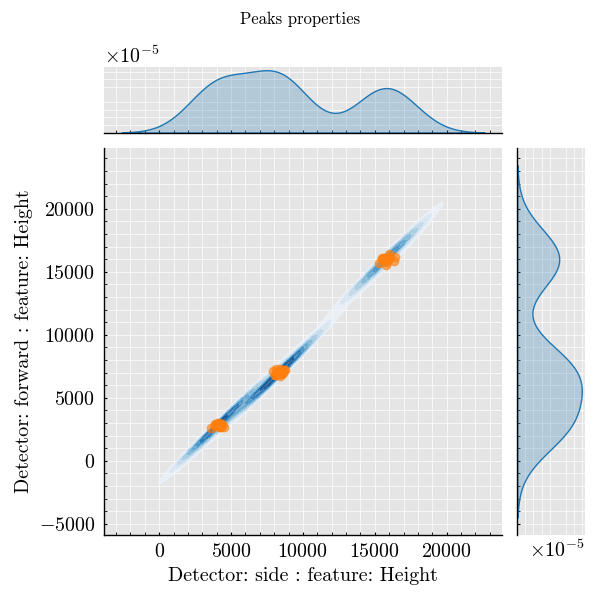 Peaks properties
×10⁻⁵
20000
15000
10000
5000
0
−5000
Detector: forward : feature: Height
0 5000 10000 15000 20000
×10⁻⁵
Detector: side : feature: Height